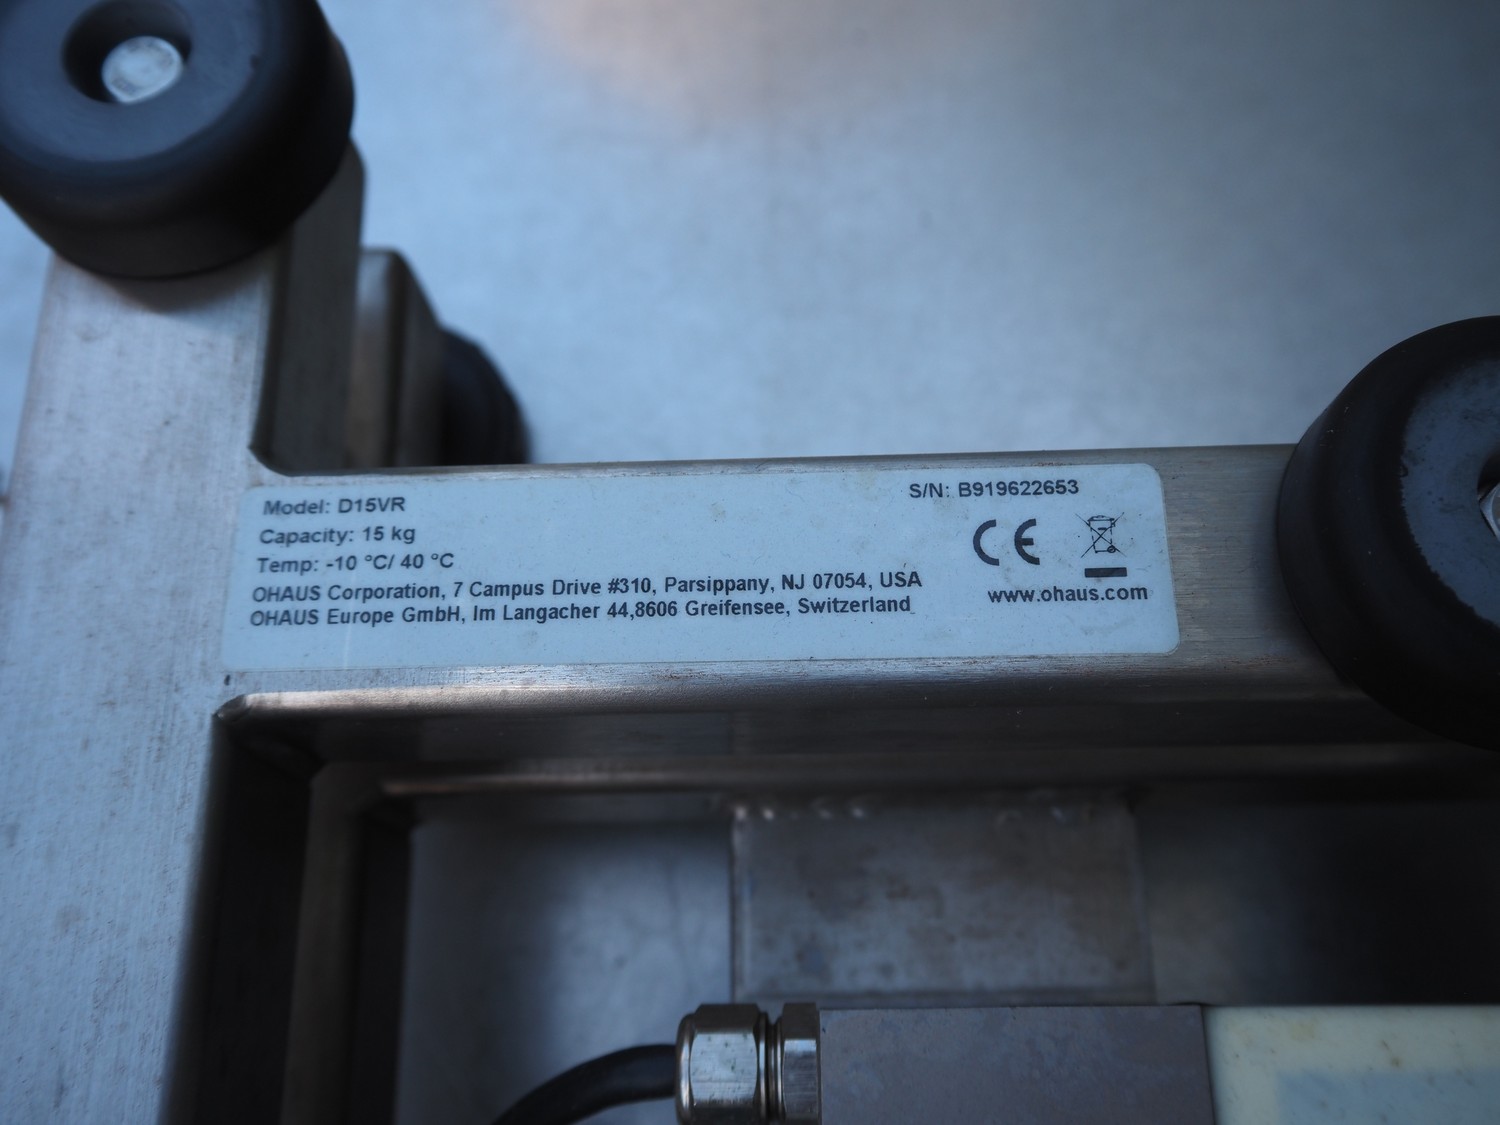 Model: D15VR
Capacity: 15 kg
Temp: -10 °C/ 40 °C
OHAUS Corporation, 7 Campus Drive #310, Parsippany, NJ 07054, USA
OHAUS Europe GmbH, Im Langacher 44,8606 Greifensee, Switzerland
S/N: B919622653
CE
www.ohaus.com